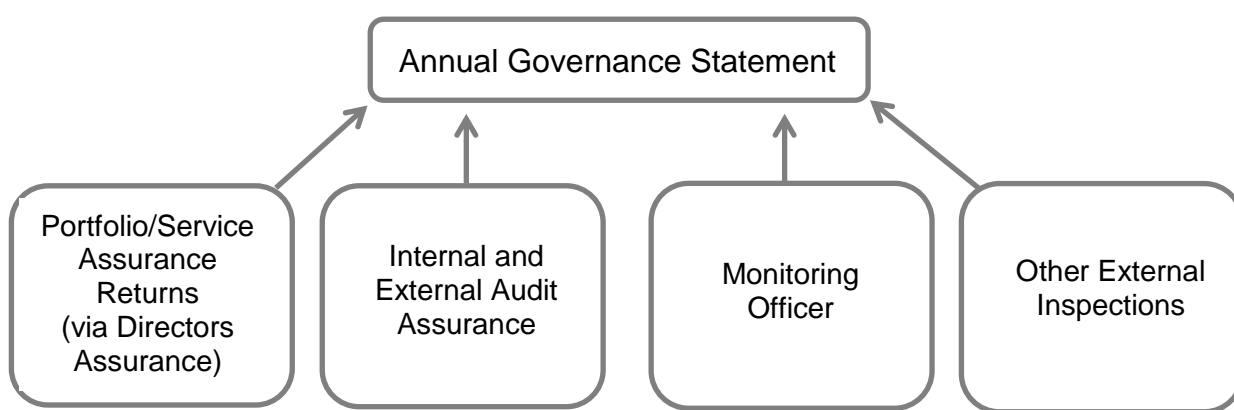 Annual Governance Statement
Portfolio/Service
Assurance
Returns
(via Directors
Assurance)
Internal and
External Audit
Assurance
Monitoring
Officer
Other External
Inspections